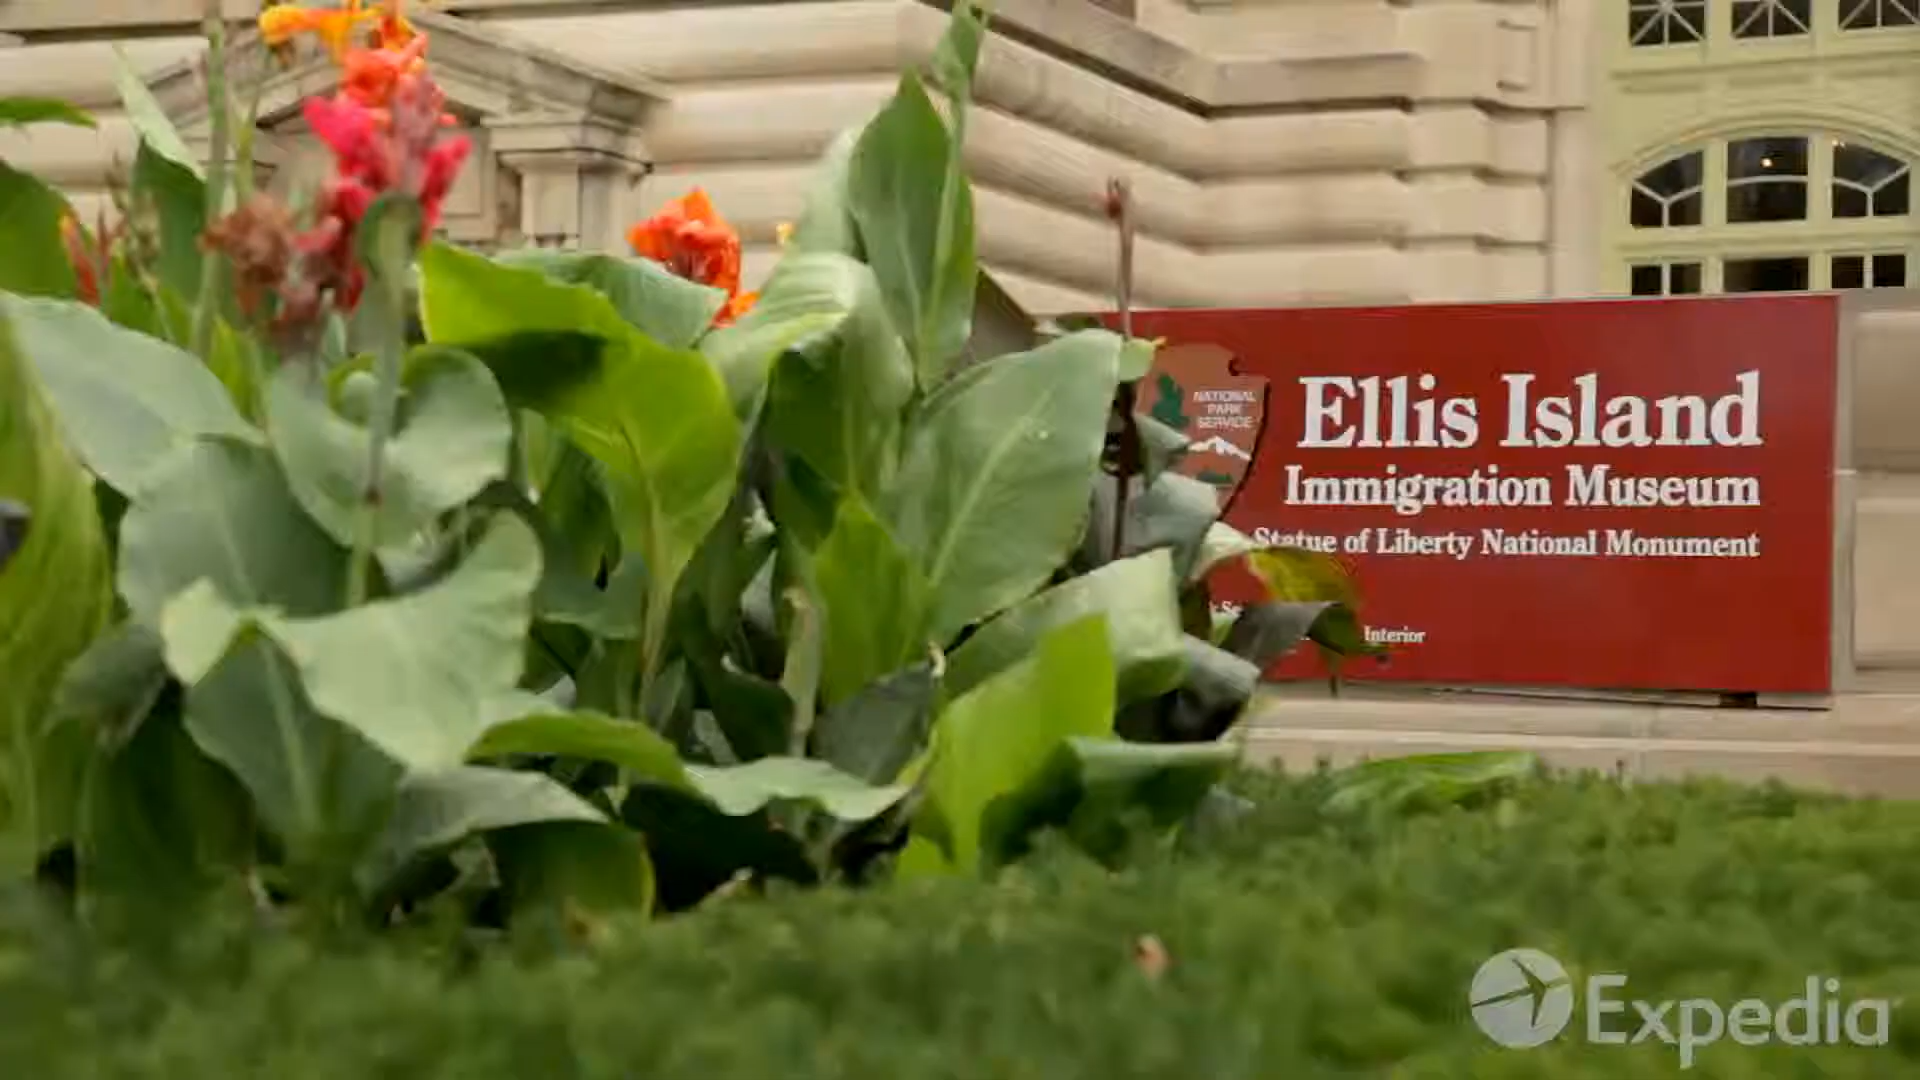 NATIONAL
PARK
SERVICE
Ellis Island
Immigration Museum
Statue of Liberty National Monument
Interior
Expedia